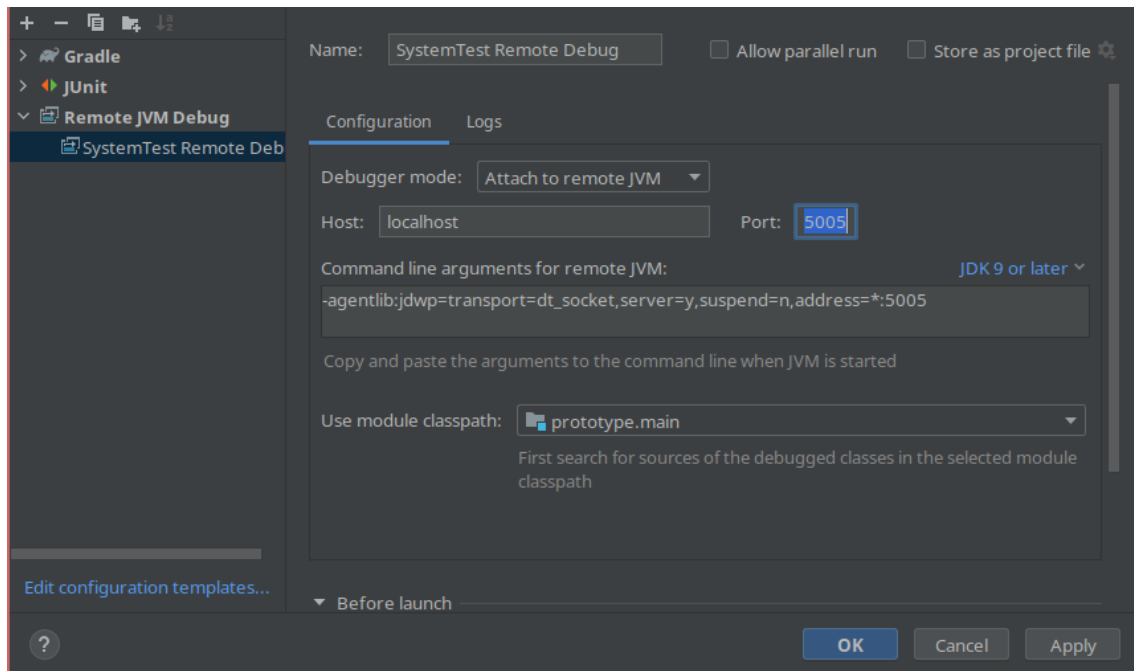 Gradle
JUnit
Remote JVM Debug
SystemTest Remote Deb
Edit configuration templates...
Name: SystemTest Remote Debug Allow parallel run Store as project file
Configuration Logs
Debugger mode: Attach to remote JVM
Host: localhost Port: 5005
Command line arguments for remote JVM: JDK 9 or later
-agentlib:jdwp=transport=dt_socket,server=y,suspend=n,address=*:5005
Copy and paste the arguments to the command line when JVM is started
Use module classpath: prototype.main
First search for sources of the debugged classes in the selected module
classpath
Before launch
? OK Cancel Apply